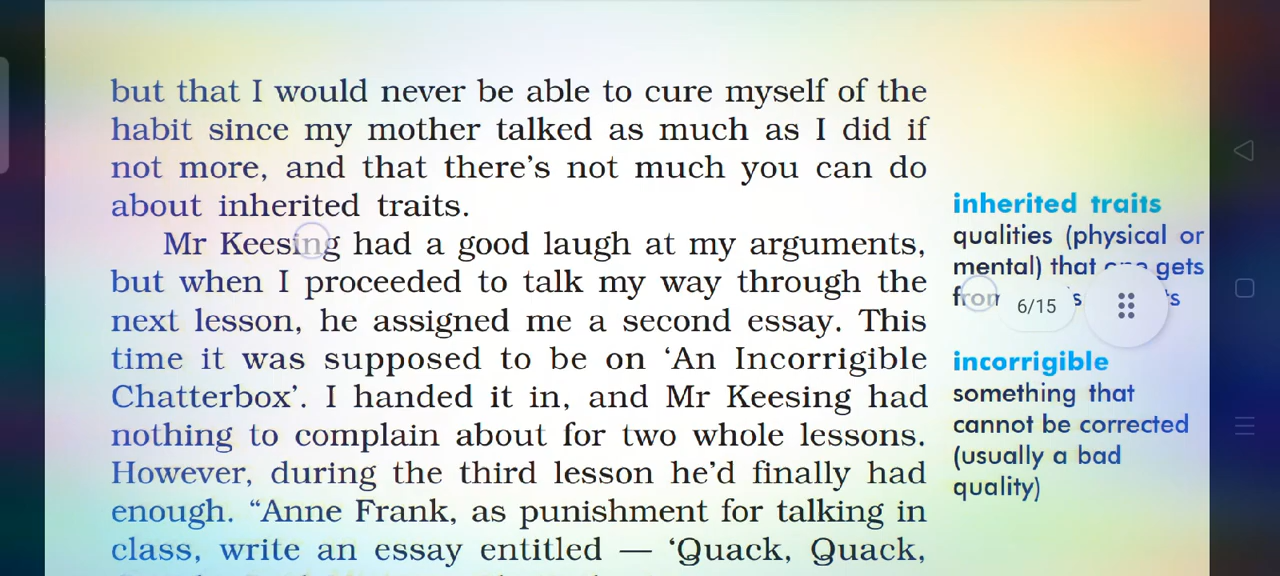 but that I would never be able to cure myself of the
habit since my mother talked as much as I did if
not more, and that there's not much you can do
about inherited traits.
Mr Keesing had a good laugh at my arguments,
but when I proceeded to talk my way through the
next lesson, he assigned me a second essay. This
time it was supposed to be on ‘An Incorrigible
Chatterbox’. I handed it in, and Mr Keesing had
nothing to complain about for two whole lessons.
However, during the third lesson he'd finally had
enough. “Anne Frank, as punishment for talking in
class, write an essay entitled — ‘Quack, Quack,
inherited traits
qualities (physical or
mental) that gets
from
6/15
incorrigible
something that
cannot be corrected
(usually a bad
quality)